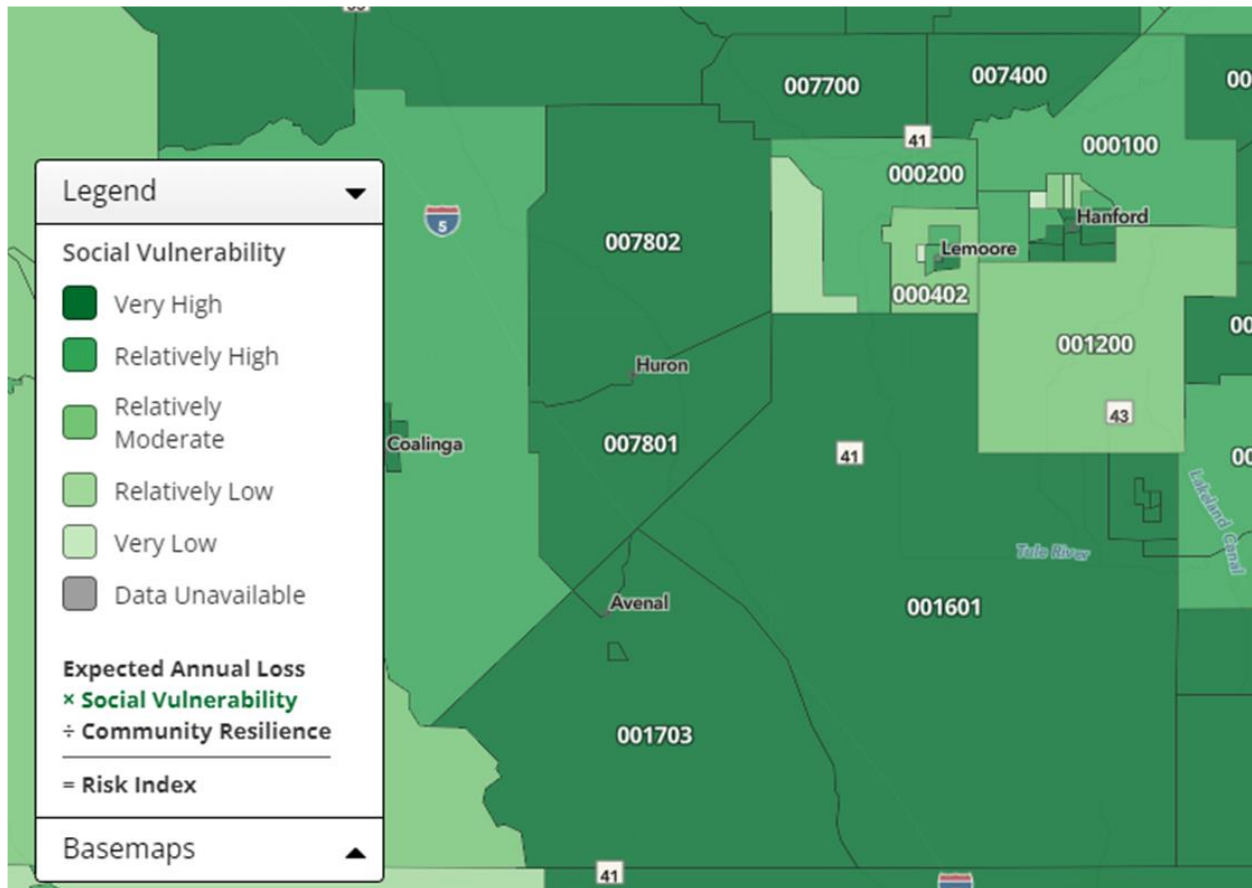 Legend
Social Vulnerability
Very High
Relatively High
Relatively
Moderate
Relatively Low
Very Low
Data Unavailable
Expected Annual Loss
× Social Vulnerability
÷ Community Resilience
= Risk Index
Basemaps
5
007700
007400
41
000100
000200
Hanford
007802
Lemoore
000402
001200
Huron
43
Coalinga
007801
41
Lakeland Canal
Tule River
Avenal
001601
001703
41